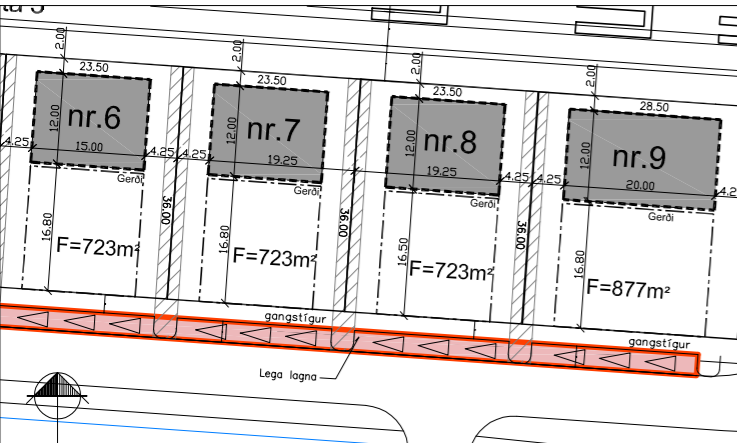 2.00 2.00 2.00 2.00
23.50 23.50 23.50 28.50
nr.6 nr.7 nr.8 nr.9
12.00 12.00 12.00 12.00
4.25 15.00 4.25 4.25 19.25 19.25 4.25 4.25 20.00
Gerði Gerði Gerði Gerði
36.00 36.00 36.00
16.80 16.80 16.50 16.80
F=723m² F=723m² F=723m² F=877m²
gangstígur gangstígur
Lega lagna